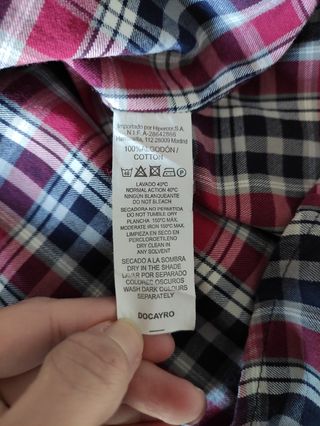 Importado por Hipercor S.A.
N.I.F. A-28642866
Hermosilla, 112 28009 Madrid
100%ALGODÓN/
COTTON
LAVADO 40ºC
NORMAL ACTION 40ºC
NINGÚN BLANQUEANTE
DO NOT BLEACH
SECADORA NO PERMITIDA
DO NOT TUMBLE DRY
PLANCHA 150ºC MAX.
MODERATE IRON 150ºC MAX.
LIMPIEZA EN SECO EN
PERCLOROETILENO
DRY CLEAN IN
ANY SOLVENT
SECADO A LA SOMBRA
DRY IN THE SHADE
LAVAR POR SEPARADO
COLORES OSCUROS
WASH DARK COLOURS
SEPARATELY
DOCAYRO